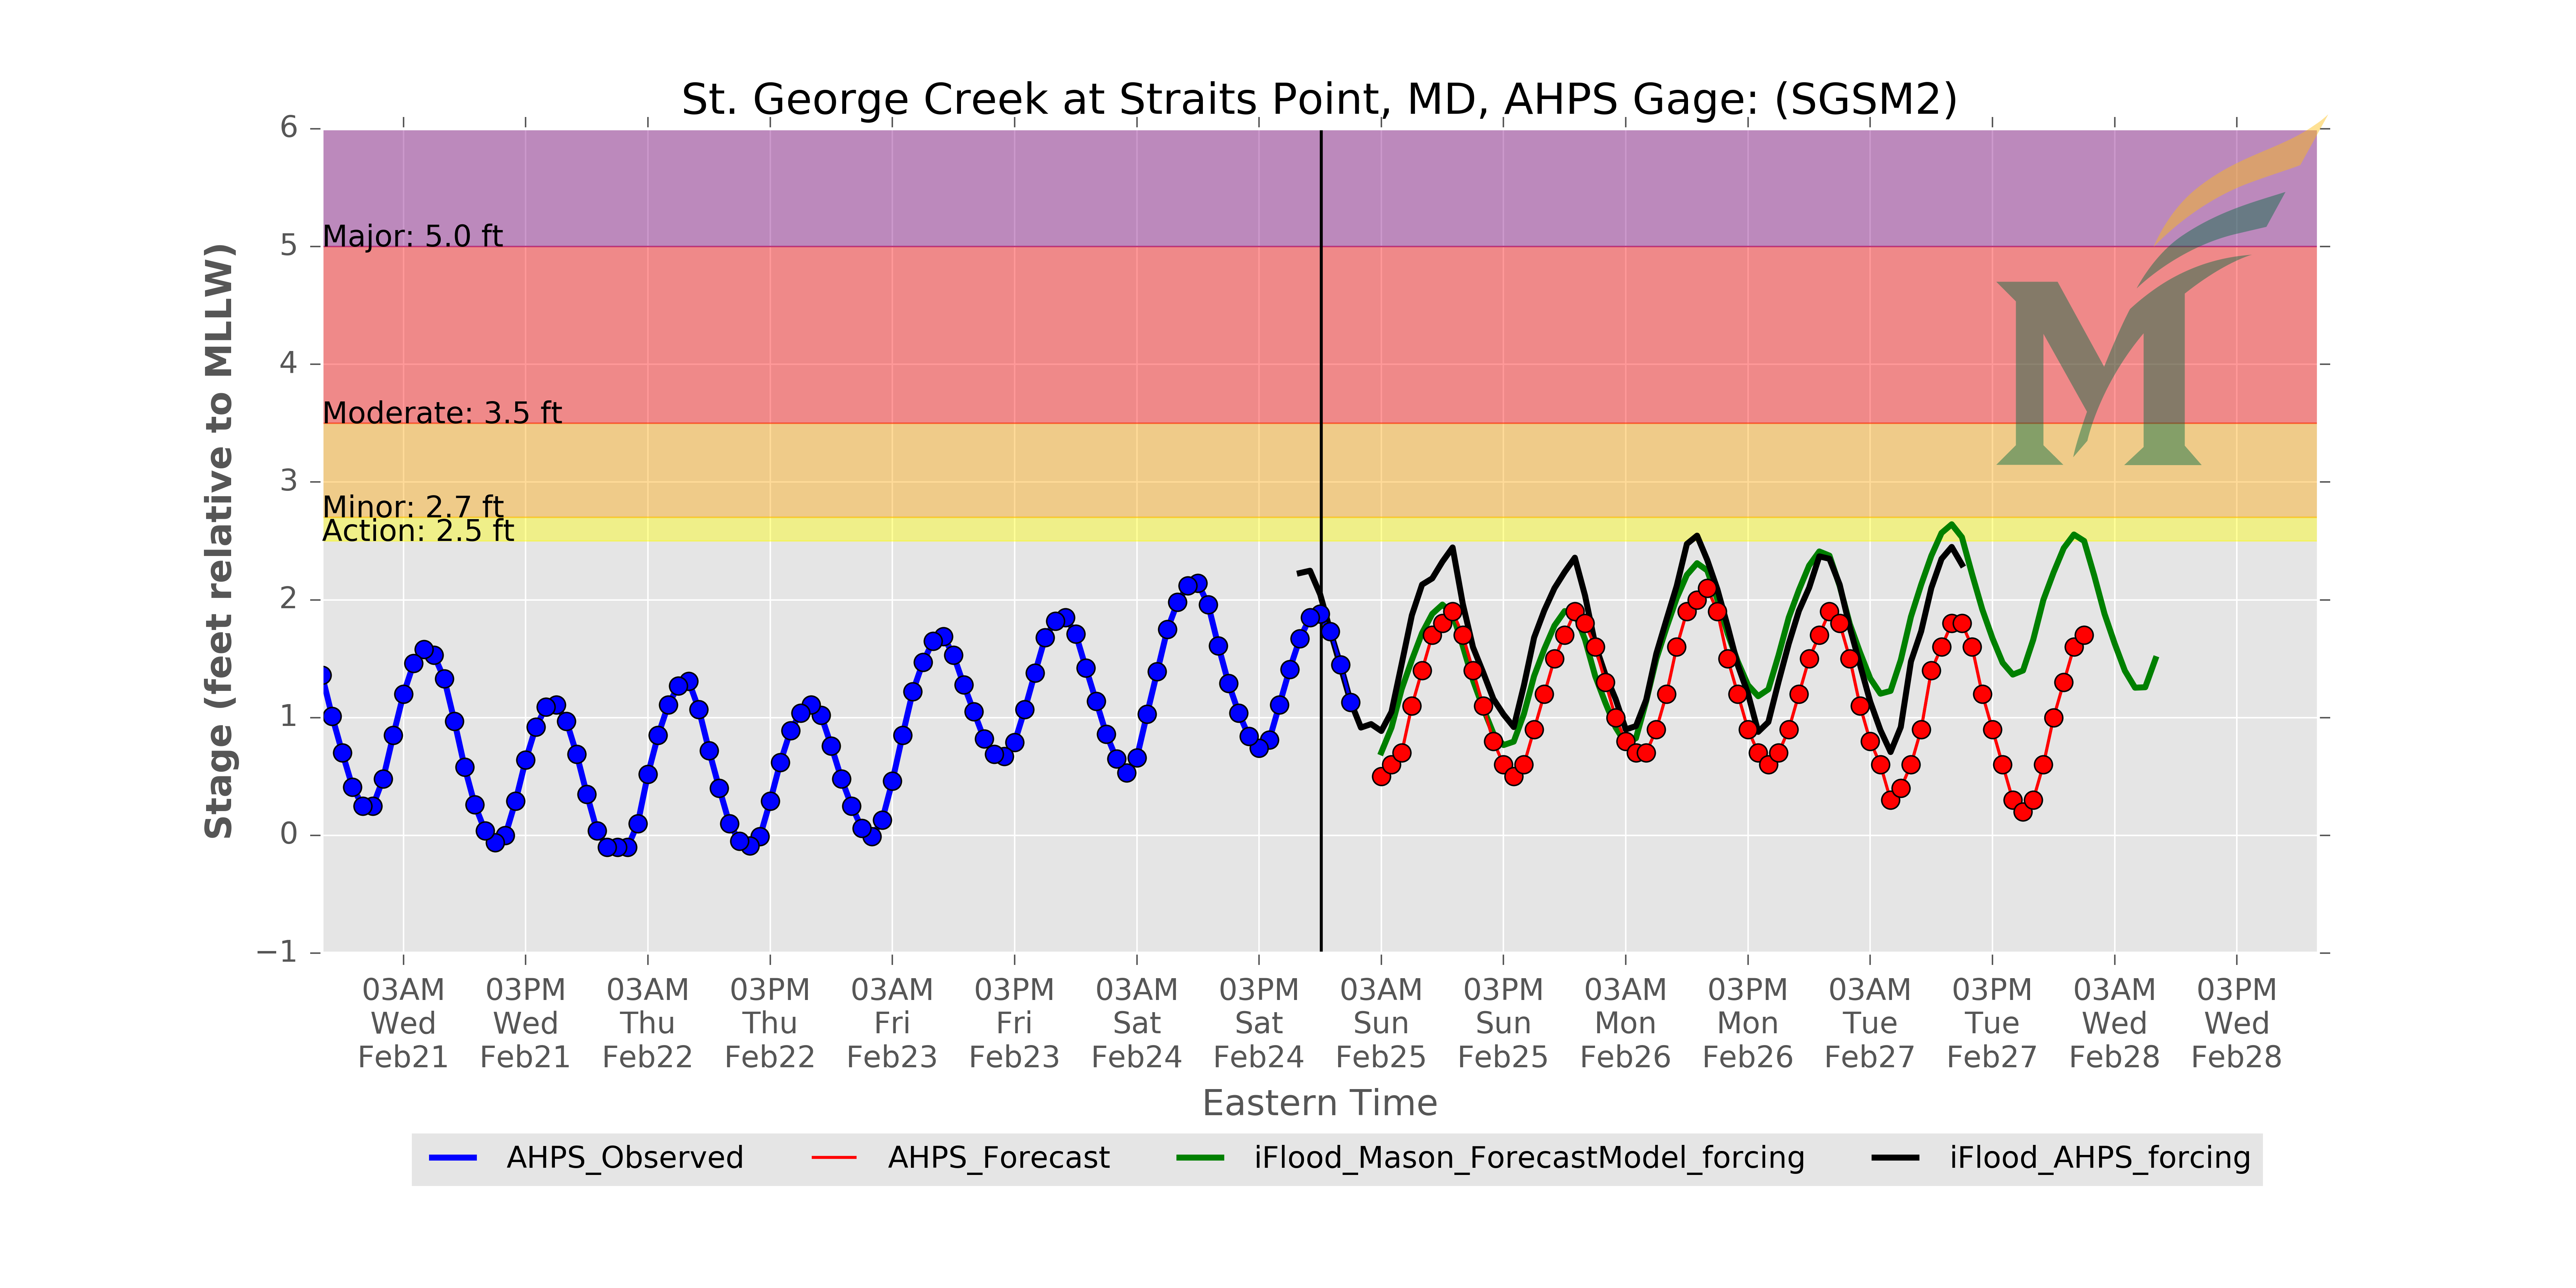 St. George Creek at Straits Point, MD, AHPS Gage: (SGSM2)
Stage (feet relative to MLLW)
6
5
4
3
2
1
0
−1
Major: 5.0 ft
Moderate: 3.5 ft
Minor: 2.7 ft
Action: 2.5 ft
M
03AM Wed Feb21
03PM Wed Feb21
03AM Thu Feb22
03PM Thu Feb22
03AM Fri Feb23
03PM Fri Feb23
03AM Sat Feb24
03PM Sat Feb24
03AM Sun Feb25
03PM Sun Feb25
03AM Mon Feb26
03PM Mon Feb26
03AM Tue Feb27
03PM Tue Feb27
03AM Wed Feb28
03PM Wed Feb28
Eastern Time
AHPS_Observed
AHPS_Forecast
iFlood_Mason_ForecastModel_forcing
iFlood_AHPS_forcing